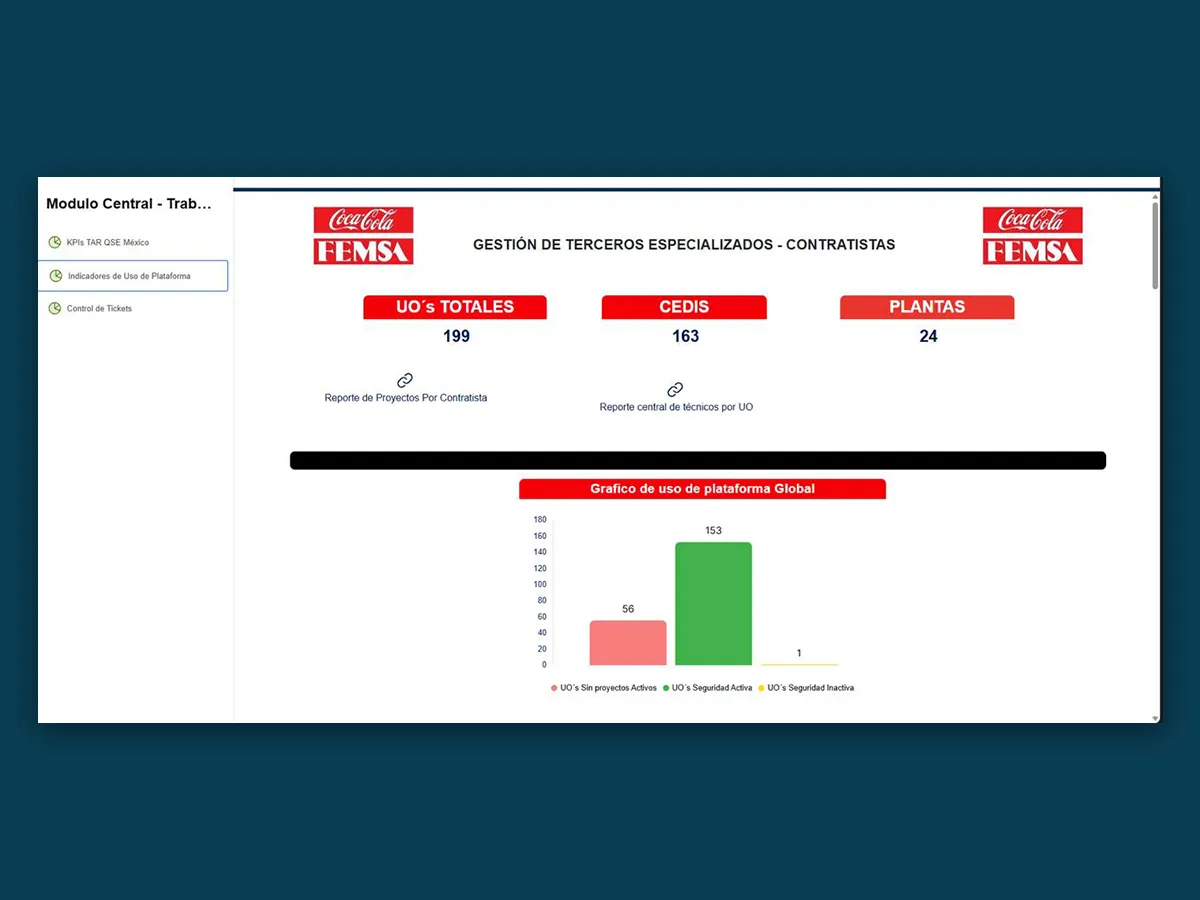 Modulo Central - Trab...
KPIs TAR QSE México
Indicadores de Uso de Plataforma
Control de Tickets
Coca-Cola
FEMSA
GESTIÓN DE TERCEROS ESPECIALIZADOS - CONTRATISTAS
Coca-Cola
FEMSA
UO´s TOTALES
199
CEDIS
163
PLANTAS
24
Reporte de Proyectos Por Contratista
Reporte central de técnicos por UO
Grafico de uso de plataforma Global
180
160
140
120
100
80
60
40
20
0
56
153
1
UO´s Sin proyectos Activos
UO´s Seguridad Activa
UO´s Seguridad Inactiva